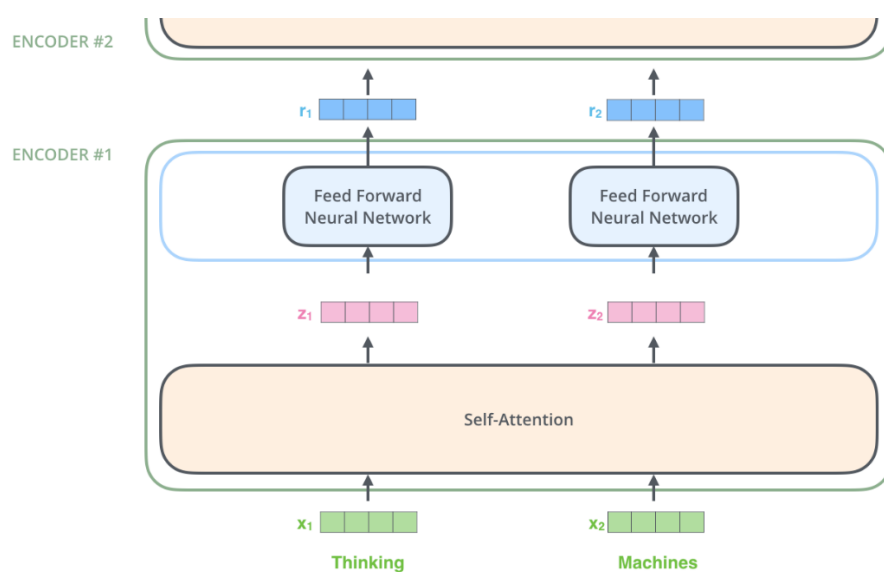 ENCODER #2
r₁
r₂
ENCODER #1
Feed Forward
Neural Network
Feed Forward
Neural Network
z₁
z₂
Self-Attention
x₁
x₂
Thinking
Machines